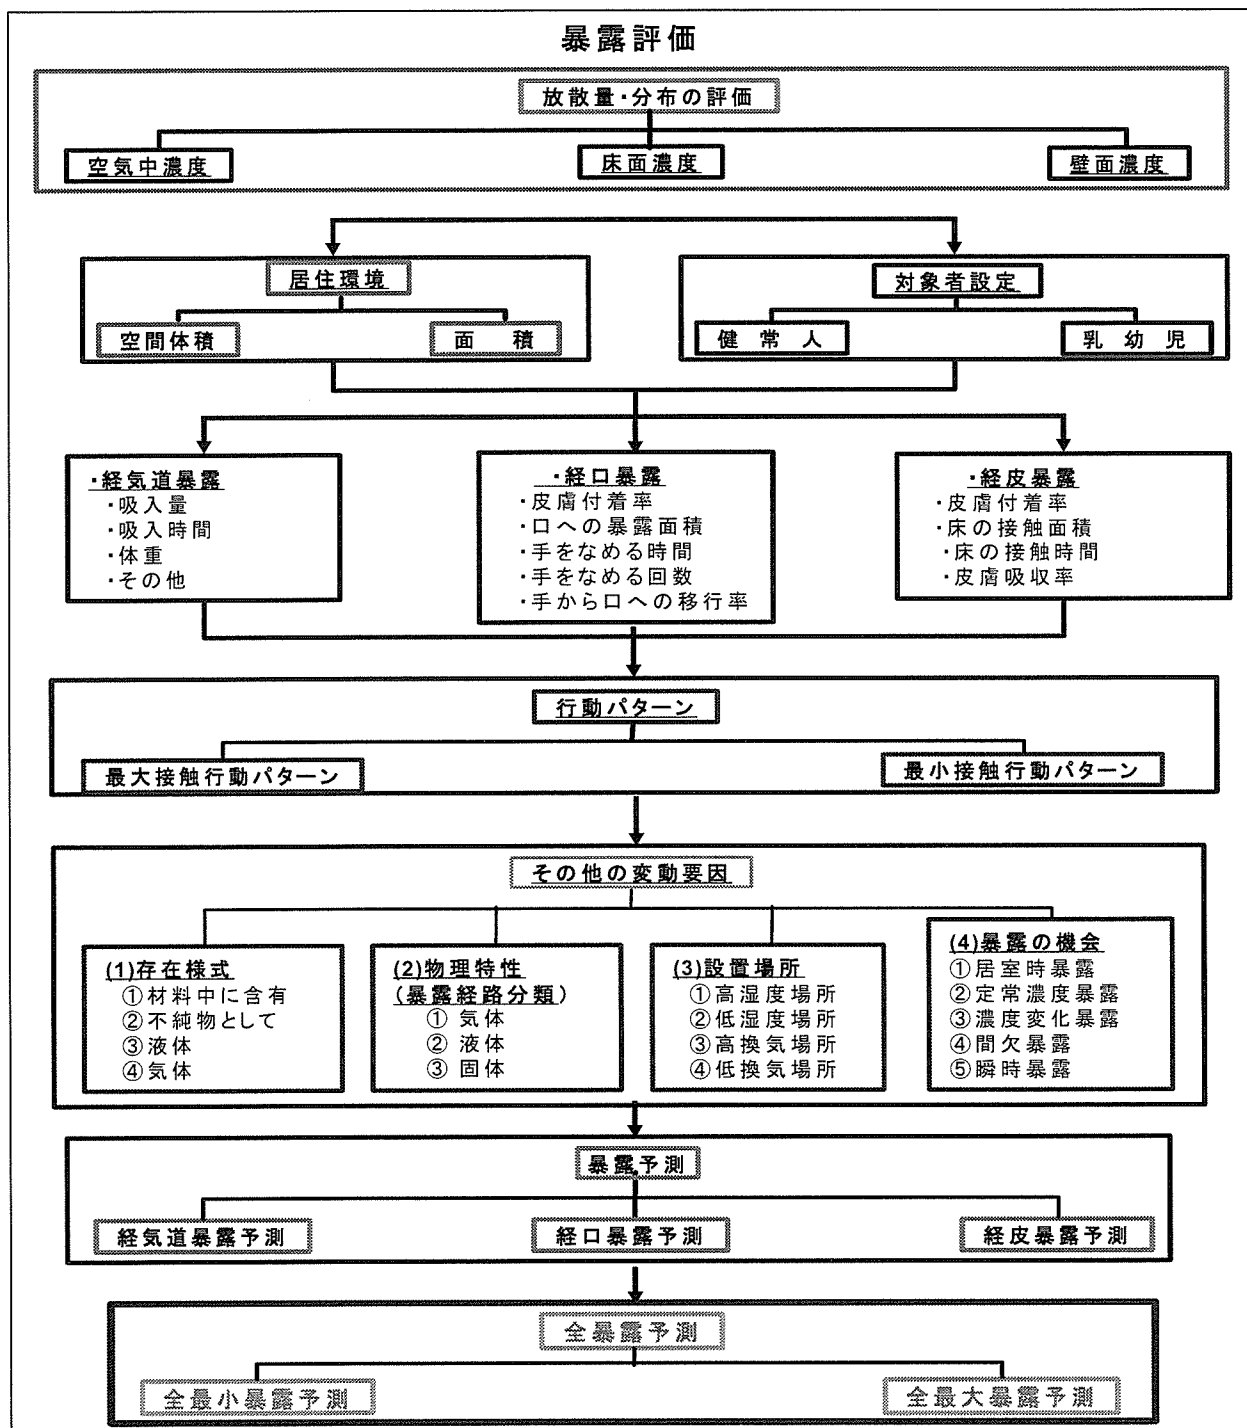 暴露評価
放散量・分布の評価
空気中濃度
床面濃度
壁面濃度
居住環境
空間体積
面 積
対象者設定
健 常 人
乳 幼 児
・経気道暴露
・吸入量
・吸入時間
・体重
・その他
・経口暴露
・皮膚付着率
・口への暴露面積
・手をなめる時間
・手をなめる回数
・手から口への移行率
・経皮暴露
・皮膚付着率
・床の接触面積
・床の接触時間
・皮膚吸収率
行動パターン
最大接触行動パターン
最小接触行動パターン
その他の変動要因
(1)存在様式
①材料中に含有
②不純物として
③液体
④気体
(2)物理特性
(暴露経路分類)
① 気体
② 液体
③ 固体
(3)設置場所
①高湿度場所
②低湿度場所
③高換気場所
④低換気場所
(4)暴露の機会
①居室時暴露
②定常濃度暴露
③濃度変化暴露
④間欠暴露
⑤瞬時暴露
暴露予測
経気道暴露予測
経口暴露予測
経皮暴露予測
全暴露予測
全最小暴露予測
全最大暴露予測